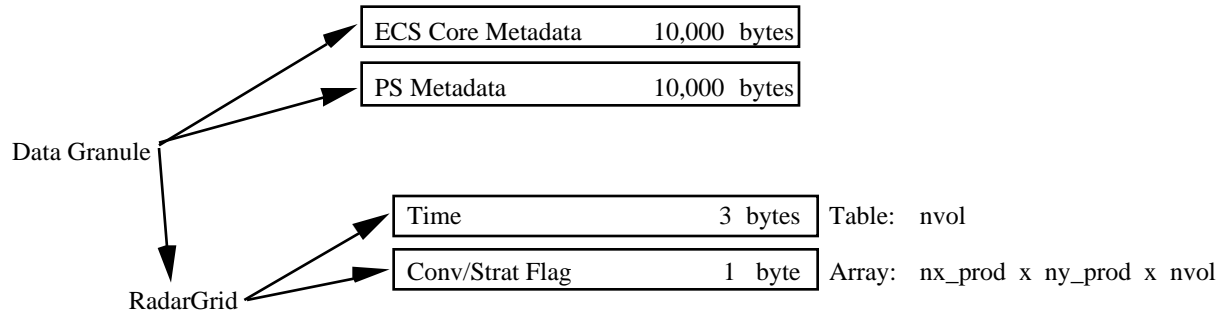 ECS Core Metadata 10,000 bytes
PS Metadata 10,000 bytes
Data Granule
Time 3 bytes Table: nvol
Conv/Strat Flag 1 byte Array: nx_prod x ny_prod x nvol
RadarGrid